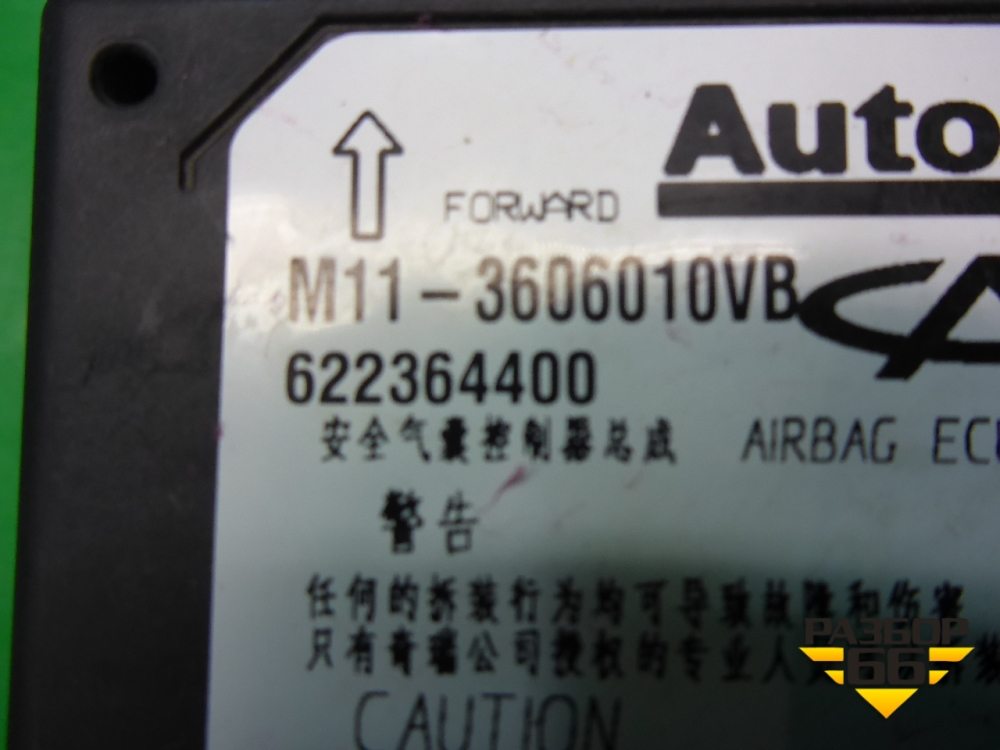 Auto
FORWARD
M11-3606010VB
622364400
安全气囊控制器总成 AIRBAG ECU
警告
任何的拆装行为均可导致故障和伤害
只有奇瑞公司授权的专业人
CAUTION
РАЗБОР
66